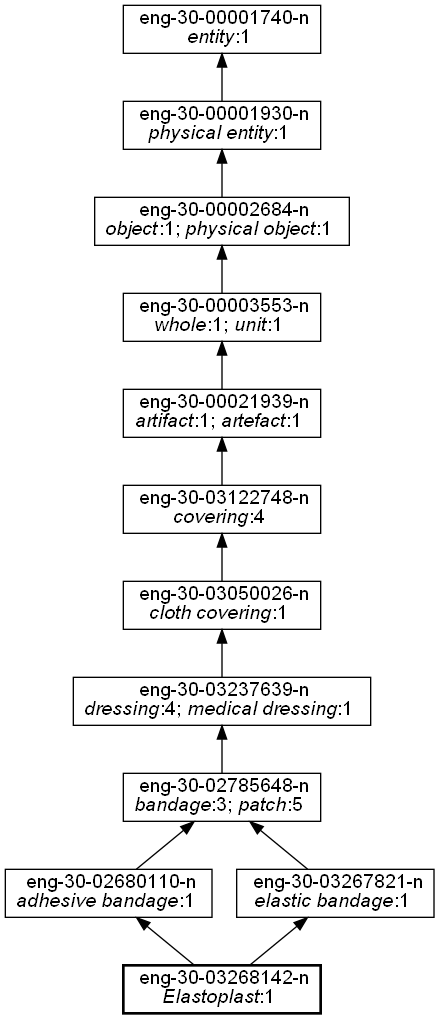 eng-30-00001740-n
entity:1
eng-30-00001930-n
physical entity:1
eng-30-00002684-n
object:1; physical object:1
eng-30-00003553-n
whole:1; unit:1
eng-30-00021939-n
artifact:1; artefact:1
eng-30-03122748-n
covering:4
eng-30-03050026-n
cloth covering:1
eng-30-03237639-n
dressing:4; medical dressing:1
eng-30-02785648-n
bandage:3; patch:5
eng-30-02680110-n
adhesive bandage:1
eng-30-03267821-n
elastic bandage:1
eng-30-03268142-n
Elastoplast:1